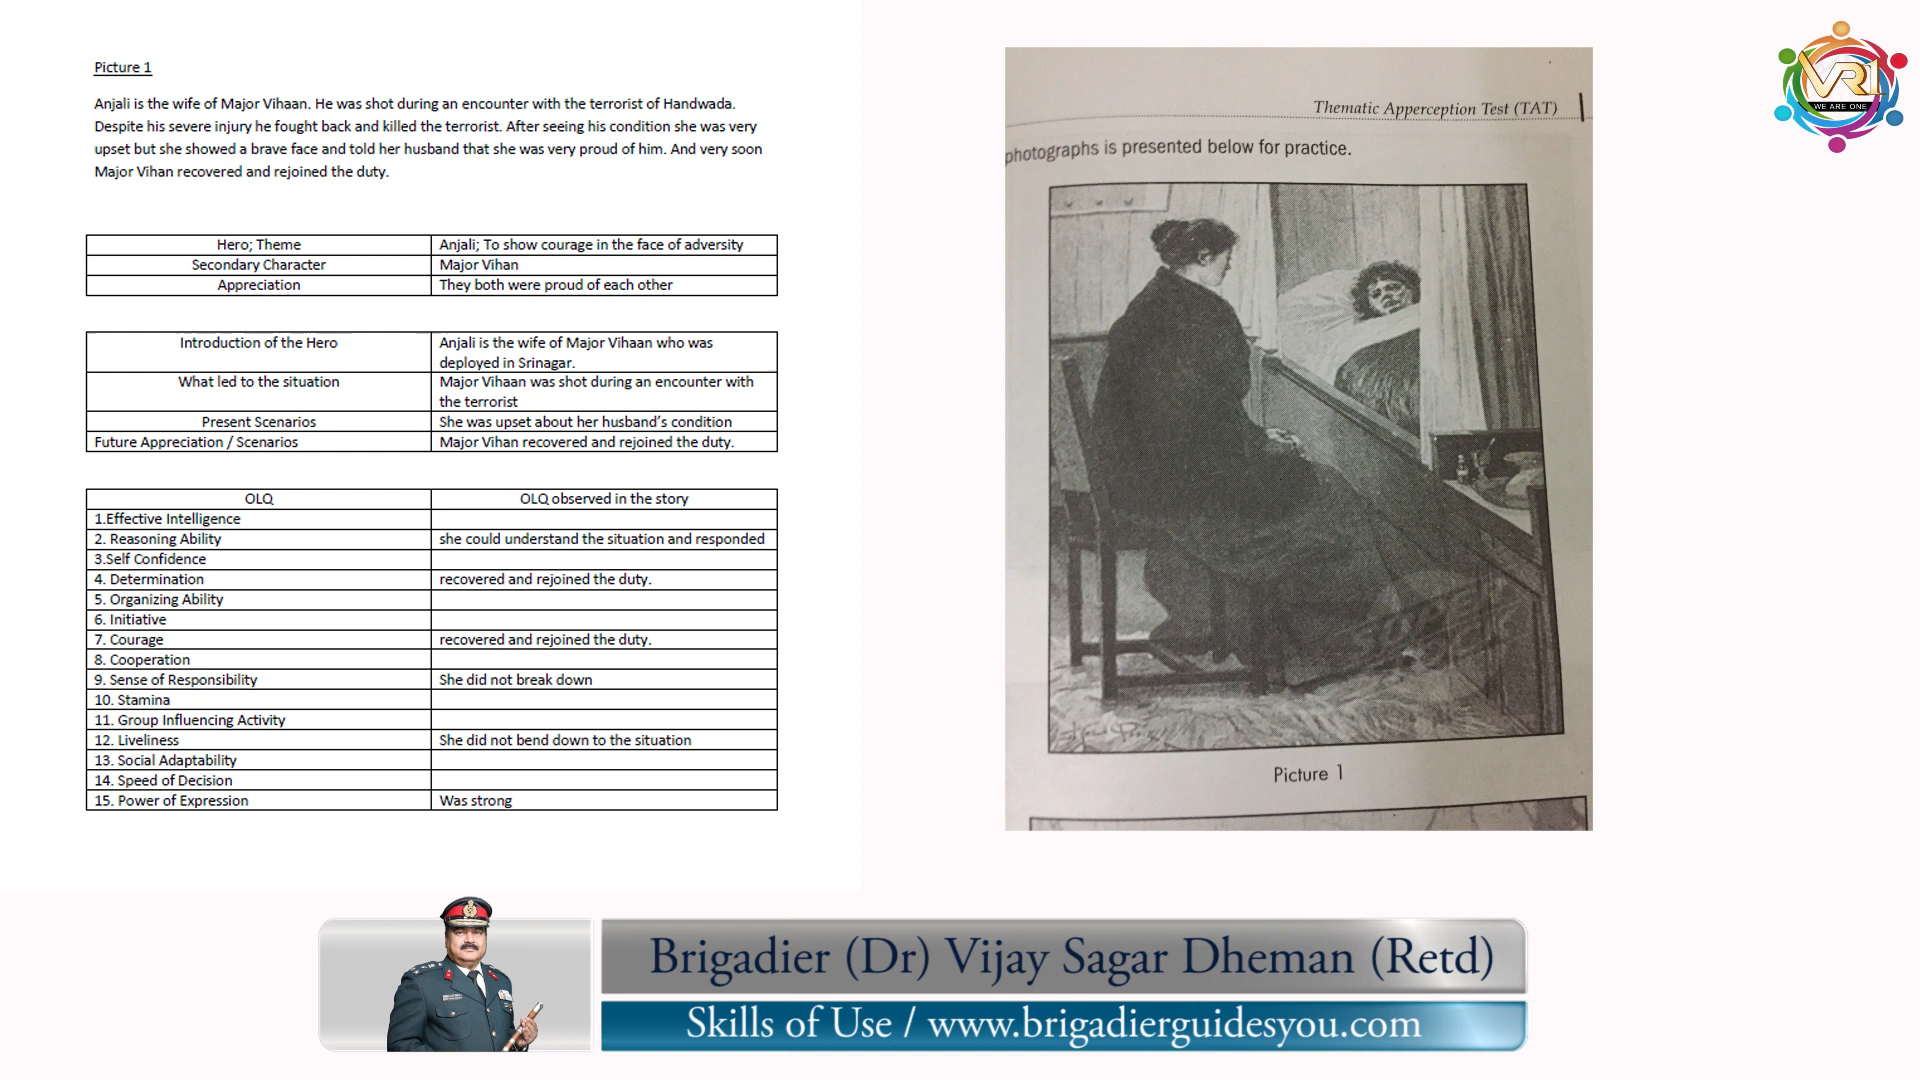 Picture 1
Anjali is the wife of Major Vihaan. He was shot during an encounter with the terrorist of Handwada.
Despite his severe injury he fought back and killed the terrorist. After seeing his condition she was very
upset but she showed a brave face and told her husband that she was very proud of him. And very soon
Major Vihan recovered and rejoined the duty.
Hero; Theme Anjali; To show courage in the face of adversity
Secondary Character Major Vihan
Appreciation They both were proud of each other
Introduction of the Hero Anjali is the wife of Major Vihaan who was
deployed in Srinagar.
What led to the situation Major Vihaan was shot during an encounter with
the terrorist
Present Scenarios She was upset about her husband's condition
Future Appreciation / Scenarios Major Vihan recovered and rejoined the duty.
OLQ OLQ observed in the story
1.Effective Intelligence
2. Reasoning Ability she could understand the situation and responded
3.Self Confidence
4. Determination recovered and rejoined the duty.
5. Organizing Ability
6. Initiative
7. Courage recovered and rejoined the duty.
8. Cooperation
9. Sense of Responsibility She did not break down
10. Stamina
11. Group Influencing Activity
12. Liveliness She did not bend down to the situation
13. Social Adaptability
14. Speed of Decision
15. Power of Expression Was strong
Thematic Apperception Test (TAT)
photographs is presented below for practice.
Picture 1
VR1
WE ARE ONE
Brigadier (Dr) Vijay Sagar Dheman (Retd)
Skills of Use / www.brigadierguidesyou.com